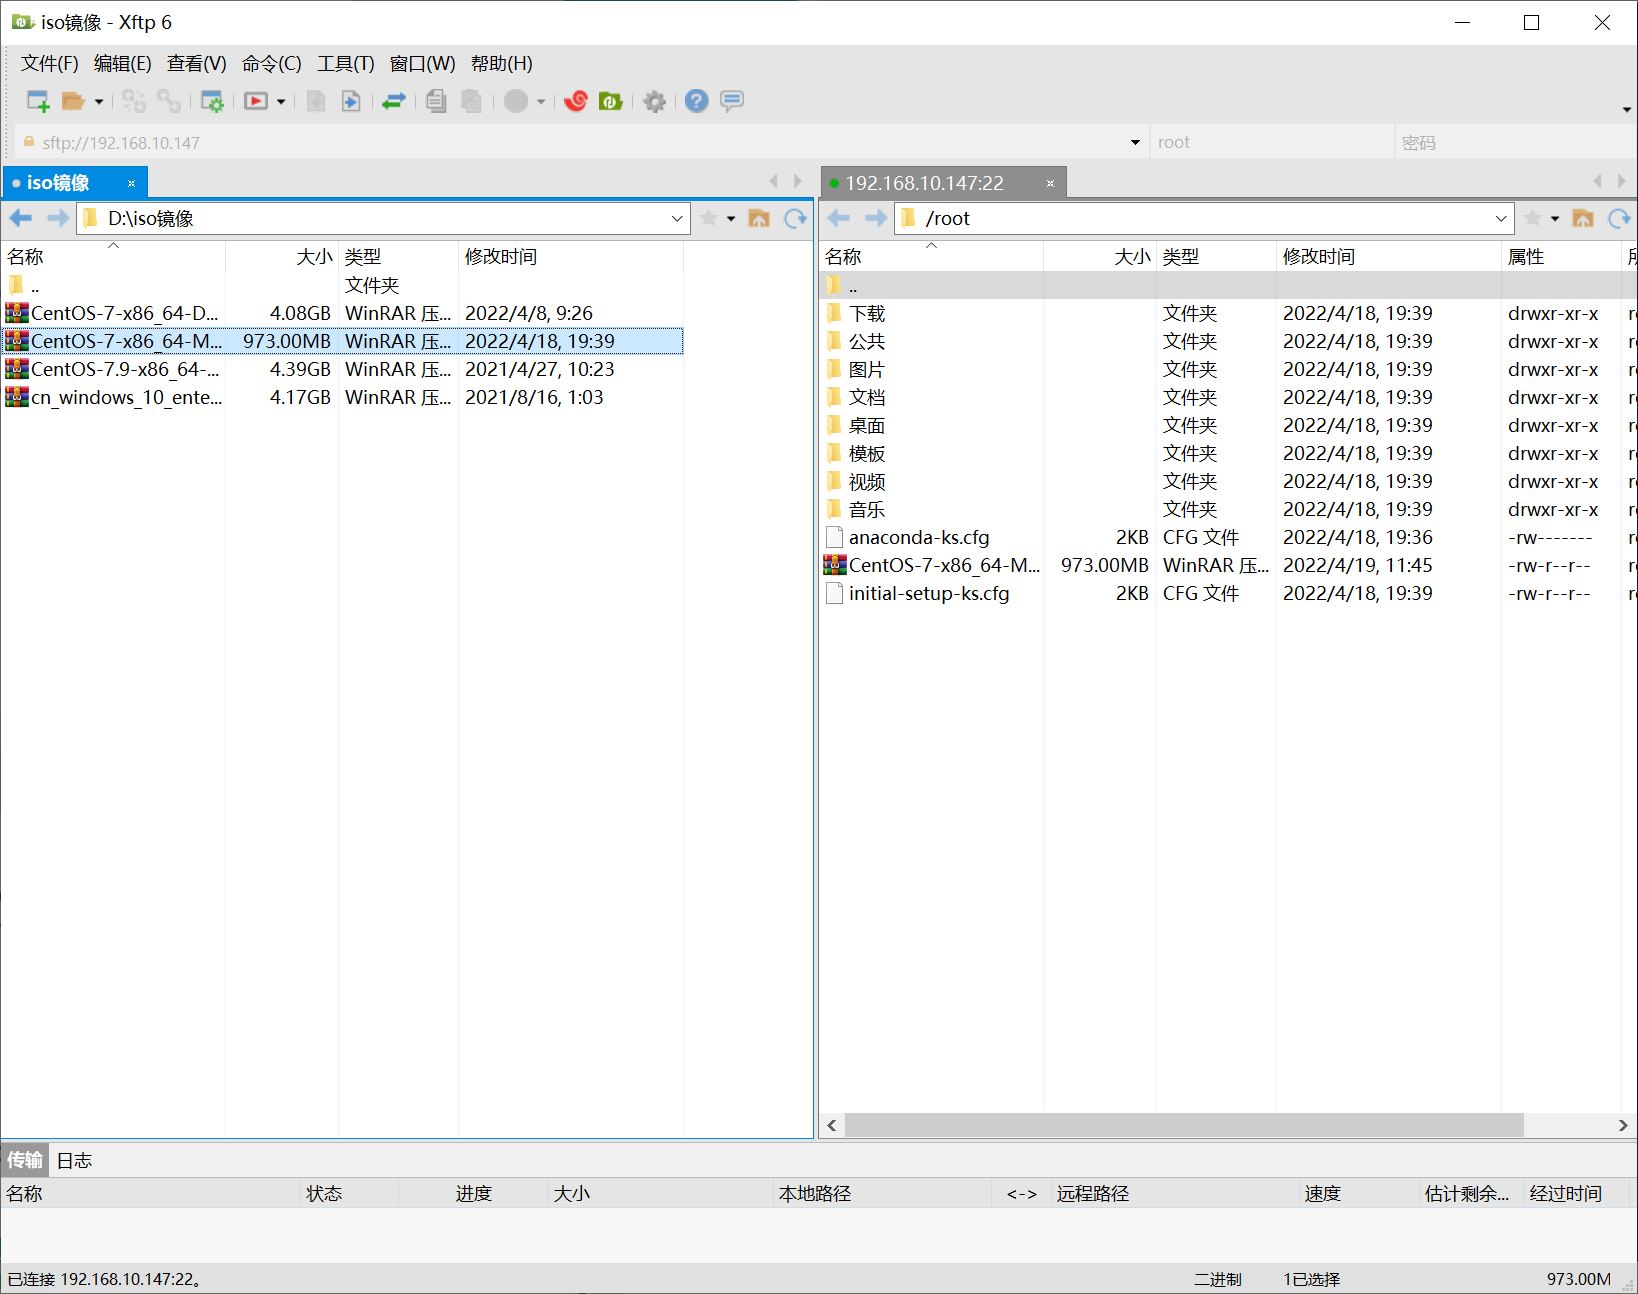 iso镜像 - Xftp 6
文件(F) 编辑(E) 查看(V) 命令(C) 工具(T) 窗口(W) 帮助(H)
sftp://192.168.10.147 root 密码
iso镜像
D:\iso镜像
名称 大小 类型 修改时间
.. 文件夹
CentOS-7-x86_64-D... 4.08GB WinRAR 压... 2022/4/8, 9:26
CentOS-7-x86_64-M... 973.00MB WinRAR 压... 2022/4/18, 19:39
CentOS-7.9-x86_64-... 4.39GB WinRAR 压... 2021/4/27, 10:23
cn_windows_10_ente... 4.17GB WinRAR 压... 2021/8/16, 1:03
192.168.10.147:22
/root
名称 大小 类型 修改时间 属性
..
下载 文件夹 2022/4/18, 19:39 drwxr-xr-x
公共 文件夹 2022/4/18, 19:39 drwxr-xr-x
图片 文件夹 2022/4/18, 19:39 drwxr-xr-x
文档 文件夹 2022/4/18, 19:39 drwxr-xr-x
桌面 文件夹 2022/4/18, 19:39 drwxr-xr-x
模板 文件夹 2022/4/18, 19:39 drwxr-xr-x
视频 文件夹 2022/4/18, 19:39 drwxr-xr-x
音乐 文件夹 2022/4/18, 19:39 drwxr-xr-x
anaconda-ks.cfg 2KB CFG 文件 2022/4/18, 19:36 -rw-------
CentOS-7-x86_64-M... 973.00MB WinRAR 压... 2022/4/19, 11:45 -rw-r--r--
initial-setup-ks.cfg 2KB CFG 文件 2022/4/18, 19:39 -rw-r--r--
传输 日志
名称 状态 进度 大小 本地路径 <-> 远程路径 速度 估计剩余... 经过时间
已连接 192.168.10.147:22。 二进制 1已选择 973.00M